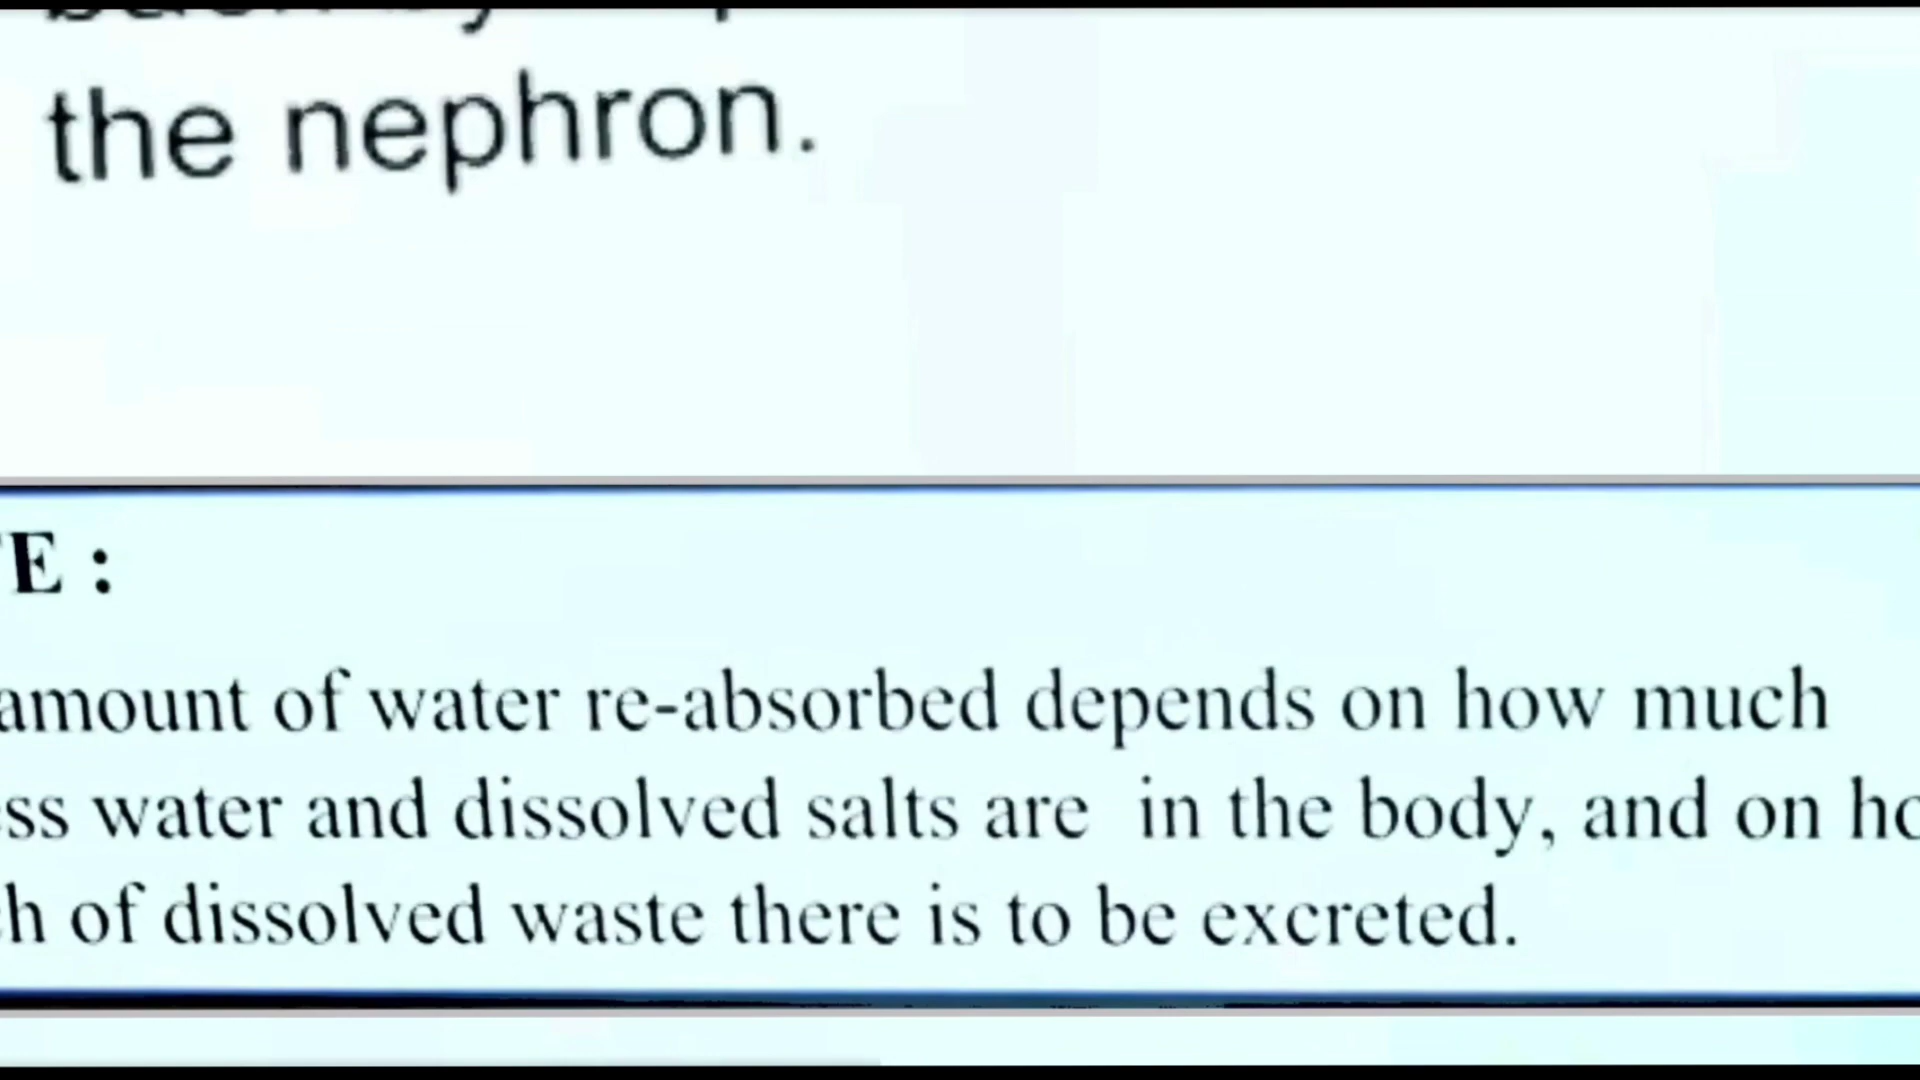 the nephron.
E :
amount of water re-absorbed depends on how much
ss water and dissolved salts are in the body, and on ho
h of dissolved waste there is to be excreted.